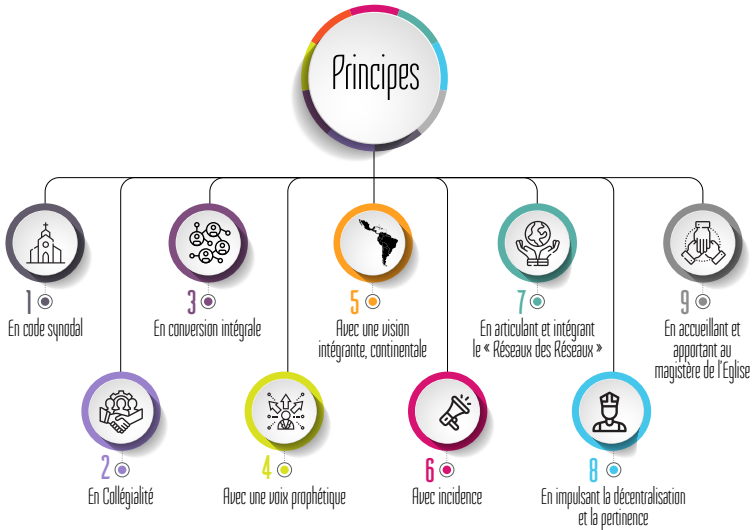 Principes
1
En code synodal
2
En Collégialité
3
En conversion intégrale
4
Avec une voix prophétique
5
Avec une vision
intégrante, continentale
6
Avec incidence
7
En articulant et intégrant
le « Réseaux des Réseaux »
8
En impulsant la décentralisation
et la pertinence
9
En accueillant et
apportant au
magistère de l'Eglise